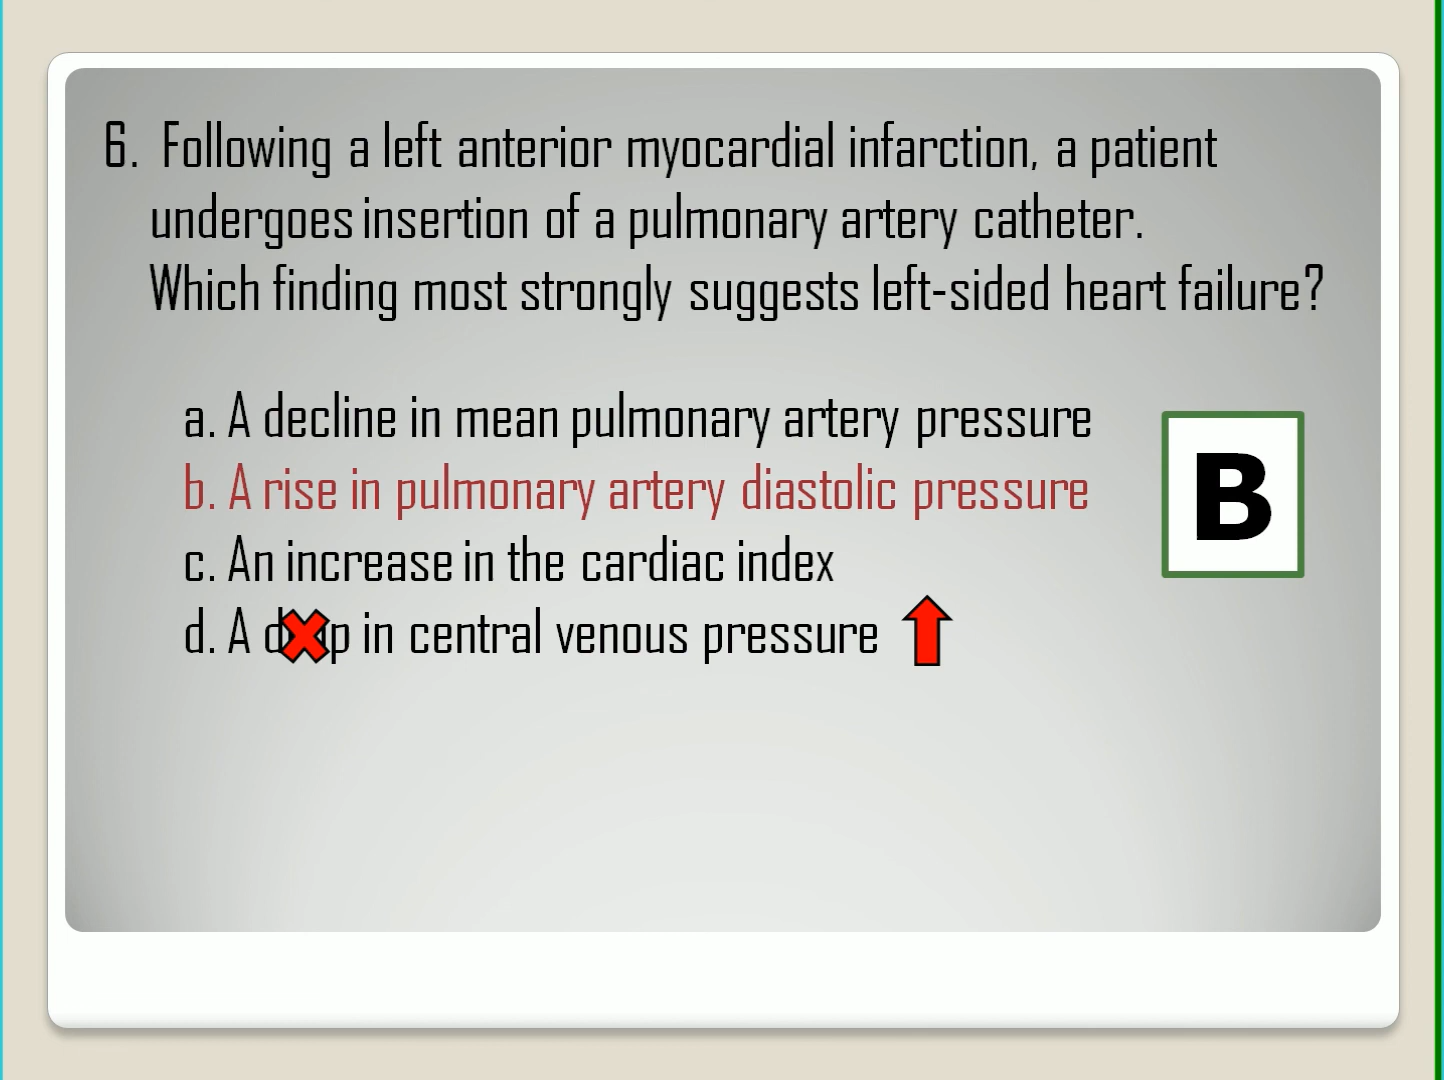 6. Following a left anterior myocardial infarction, a patient
undergoes insertion of a pulmonary artery catheter.
Which finding most strongly suggests left-sided heart failure?
a. A decline in mean pulmonary artery pressure
b. A rise in pulmonary artery diastolic pressure
B
c. An increase in the cardiac index
d. A in central venous pressure